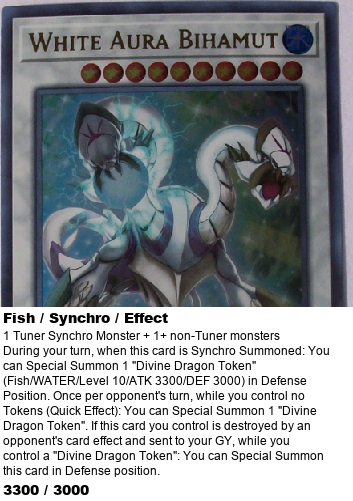 WHITE AURA BIHAMUT
Fish / Synchro / Effect
1 Tuner Synchro Monster + 1+ non-Tuner monsters
During your turn, when this card is Synchro Summoned: You
can Special Summon 1 "Divine Dragon Token"
(Fish/WATER/Level 10/ATK 3300/DEF 3000) in Defense
Position. Once per opponent's turn, while you control no
Tokens (Quick Effect): You can Special Summon 1 "Divine
Dragon Token". If this card you control is destroyed by an
opponent's card effect and sent to your GY, while you
control a "Divine Dragon Token": You can Special Summon
this card in Defense position.
3300 / 3000